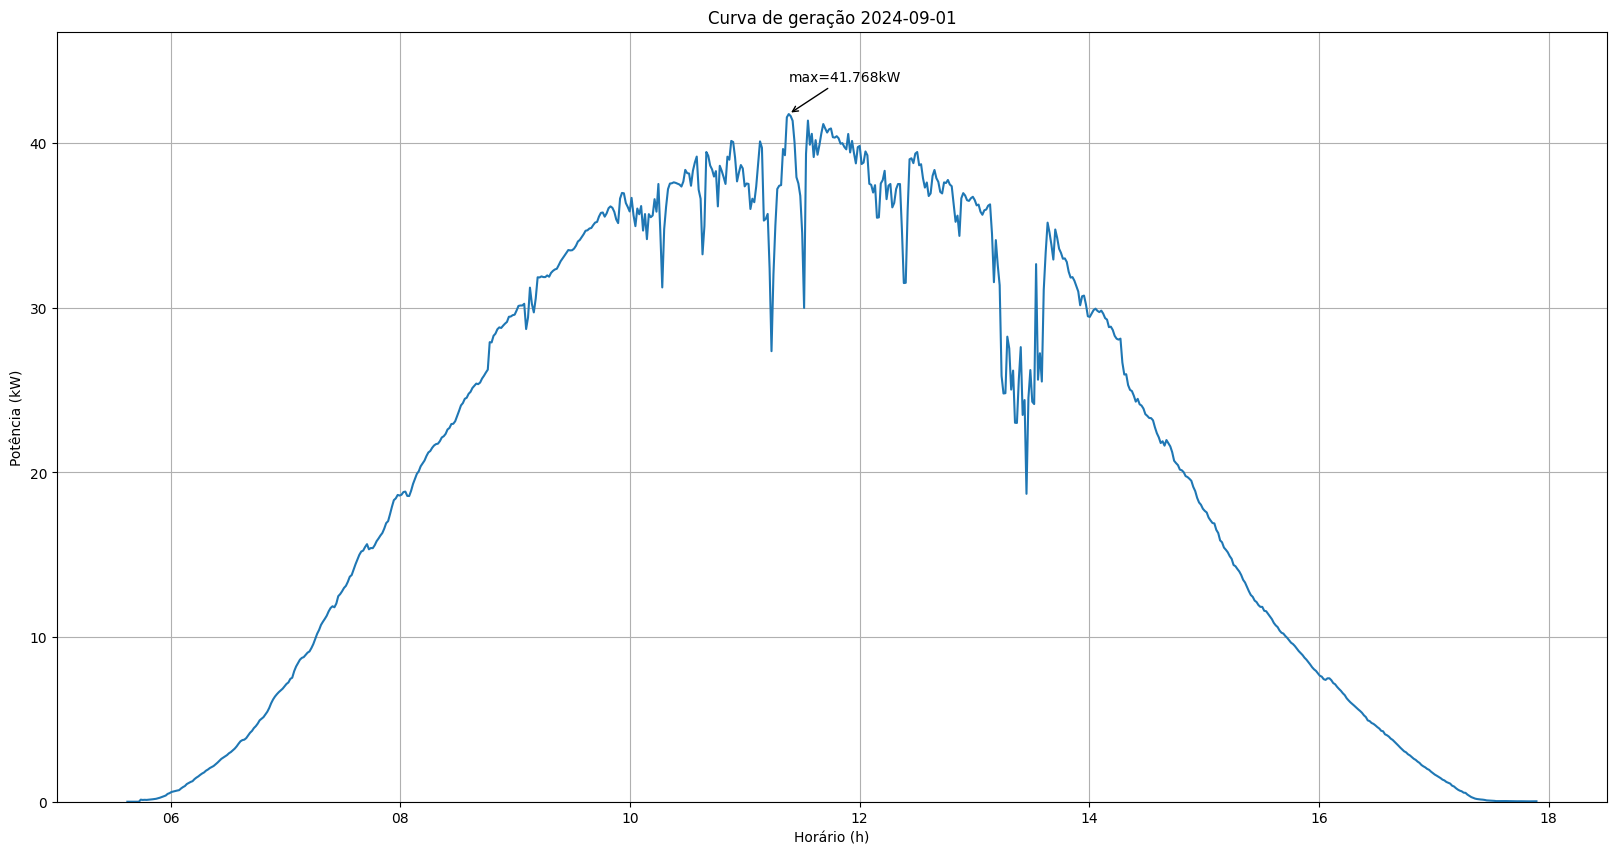 Curva de geração 2024-09-01
max=41.768kW
40
30
20
10
0
Potência (kW)
06 08 10 12 14 16 18
Horário (h)